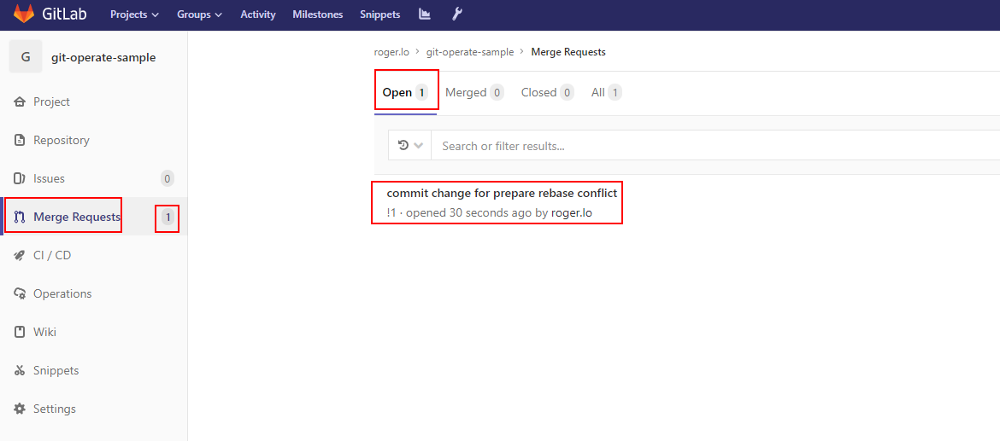 GitLab Projects Groups Activity Milestones Snippets
G git-operate-sample
Project
Repository
Issues 0
Merge Requests 1
CI / CD
Operations
Wiki
Snippets
Settings
roger.lo > git-operate-sample > Merge Requests
Open 1 Merged 0 Closed 0 All 1
Search or filter results...
commit change for prepare rebase conflict
!1 · opened 30 seconds ago by roger.lo